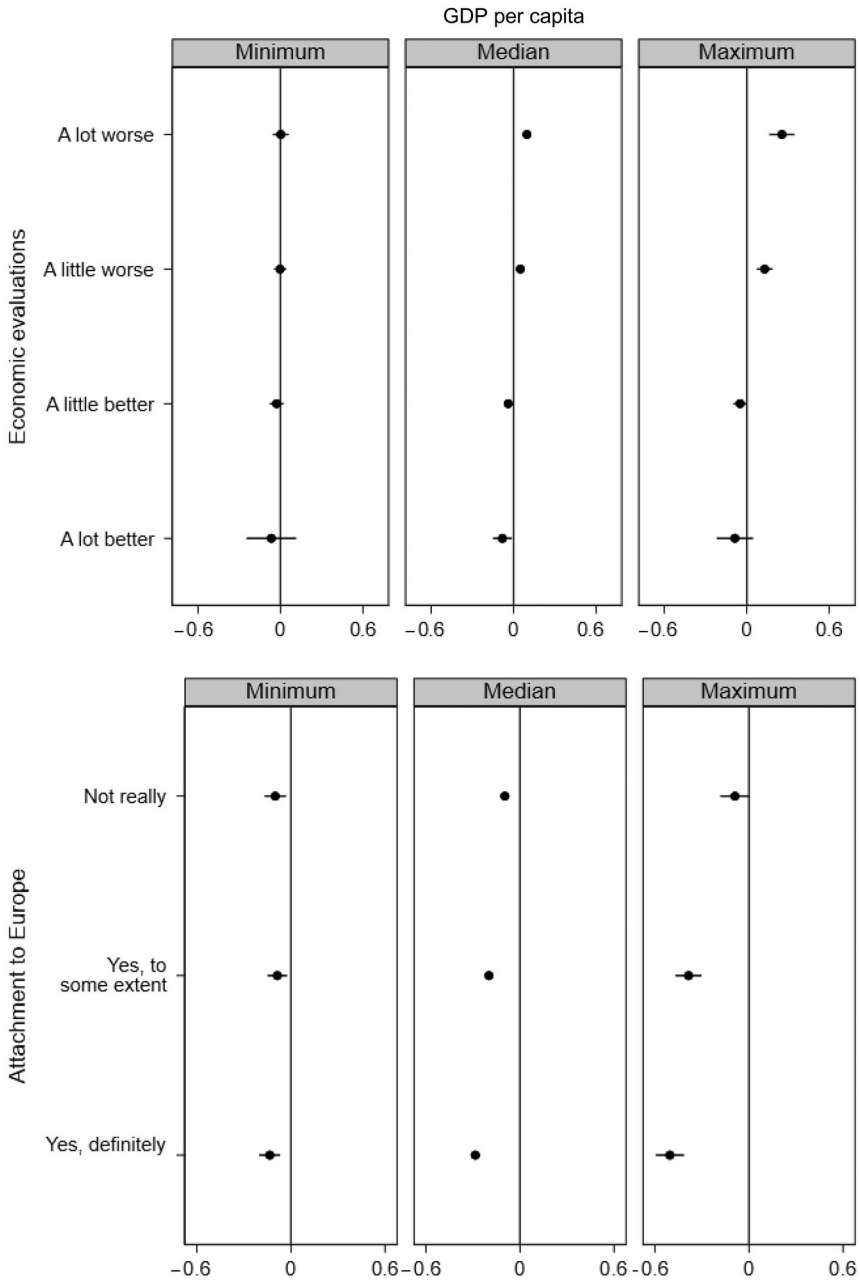 GDP per capita
Minimum Median Maximum
A lot worse
A little worse
A little better
A lot better
Economic evaluations
−0.6 0 0.6 −0.6 0 0.6 −0.6 0 0.6
Minimum Median Maximum
Not really
Yes, to
some extent
Yes, definitely
Attachment to Europe
−0.6 0 0.6 −0.6 0 0.6 -0.6 0 0.6